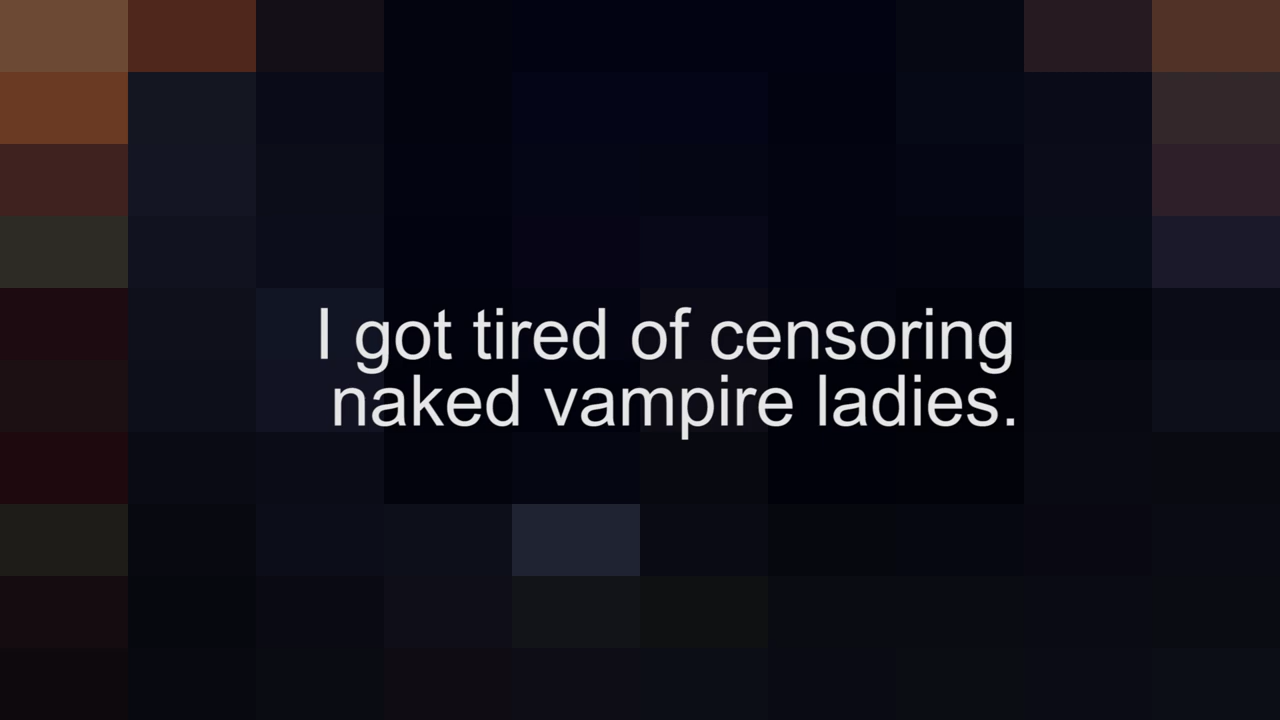 I got tired of censoring
naked vampire ladies.